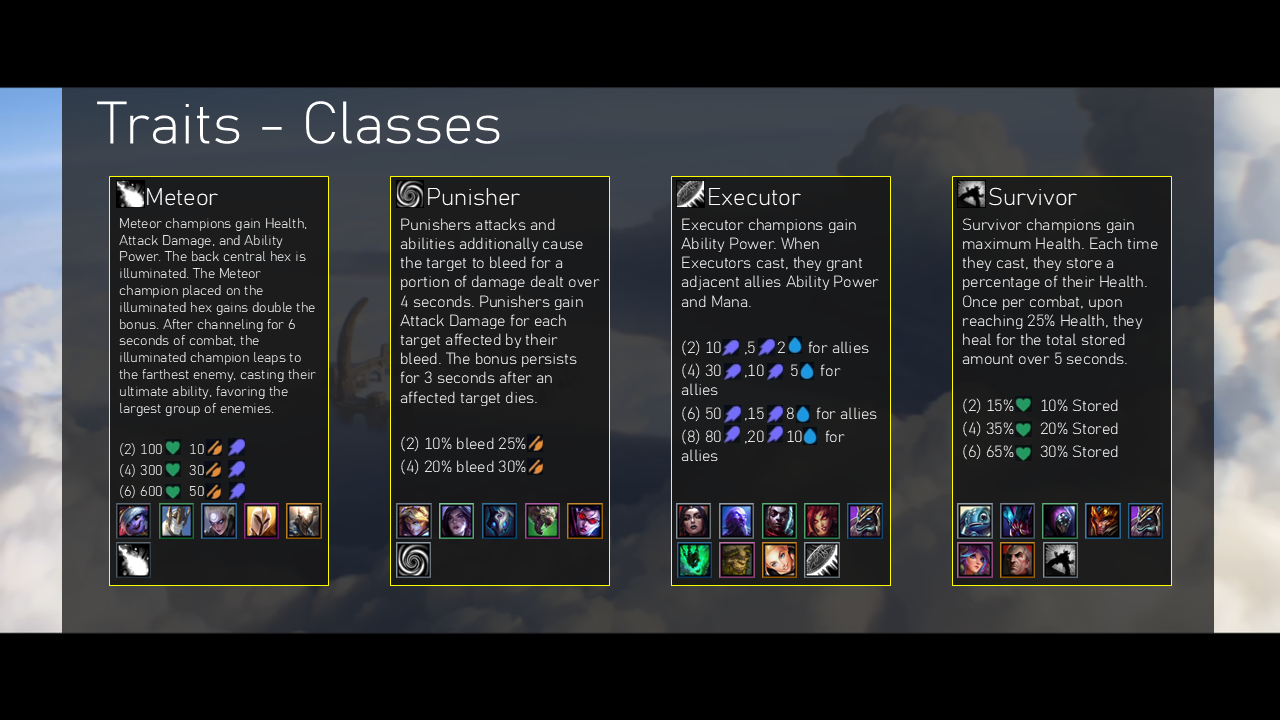 Traits - Classes
Meteor
Meteor champions gain Health,
Attack Damage, and Ability
Power. The back central hex is
illuminated. The Meteor
champion placed on the
illuminated hex gains double the
bonus. After channeling for 6
seconds of combat, the
illuminated champion leaps to
the farthest enemy, casting their
ultimate ability, favoring the
largest group of enemies.
(2) 100 10
(4) 300 30
(6) 600 50
Punisher
Punishers attacks and
abilities additionally cause
the target to bleed for a
portion of damage dealt over
4 seconds. Punishers gain
Attack Damage for each
target affected by their
bleed. The bonus persists
for 3 seconds after an
affected target dies.
(2) 10% bleed 25%
(4) 20% bleed 30%
Executor
Executor champions gain
Ability Power. When
Executors cast, they grant
adjacent allies Ability Power
and Mana.
(2) 10 ,5 2 for allies
(4) 30 ,10 5 for
allies
(6) 50 ,15 8 for allies
(8) 80 ,20 10 for
allies
Survivor
Survivor champions gain
maximum Health. Each time
they cast, they store a
percentage of their Health.
Once per combat, upon
reaching 25% Health, they
heal for the total stored
amount over 5 seconds.
(2) 15% 10% Stored
(4) 35% 20% Stored
(6) 65% 30% Stored